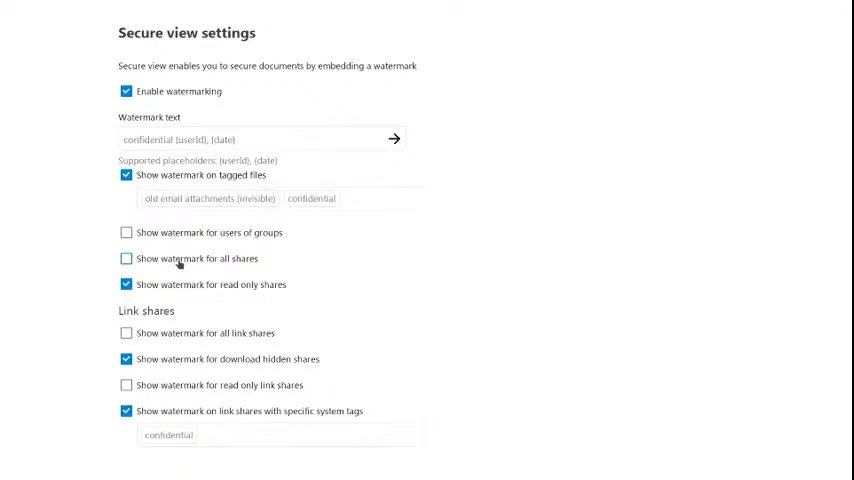 Secure view settings
Secure view enables you to secure documents by embedding a watermark
Enable watermarking
Watermark text
confidential {userId}, {date}
Supported placeholders: {userId}, {date}
Show watermark on tagged files
old email attachments (invisible) confidential
Show watermark for users of groups
Show watermark for all shares
Show watermark for read only shares
Link shares
Show watermark for all link shares
Show watermark for download hidden shares
Show watermark for read only link shares
Show watermark on link shares with specific system tags
confidential